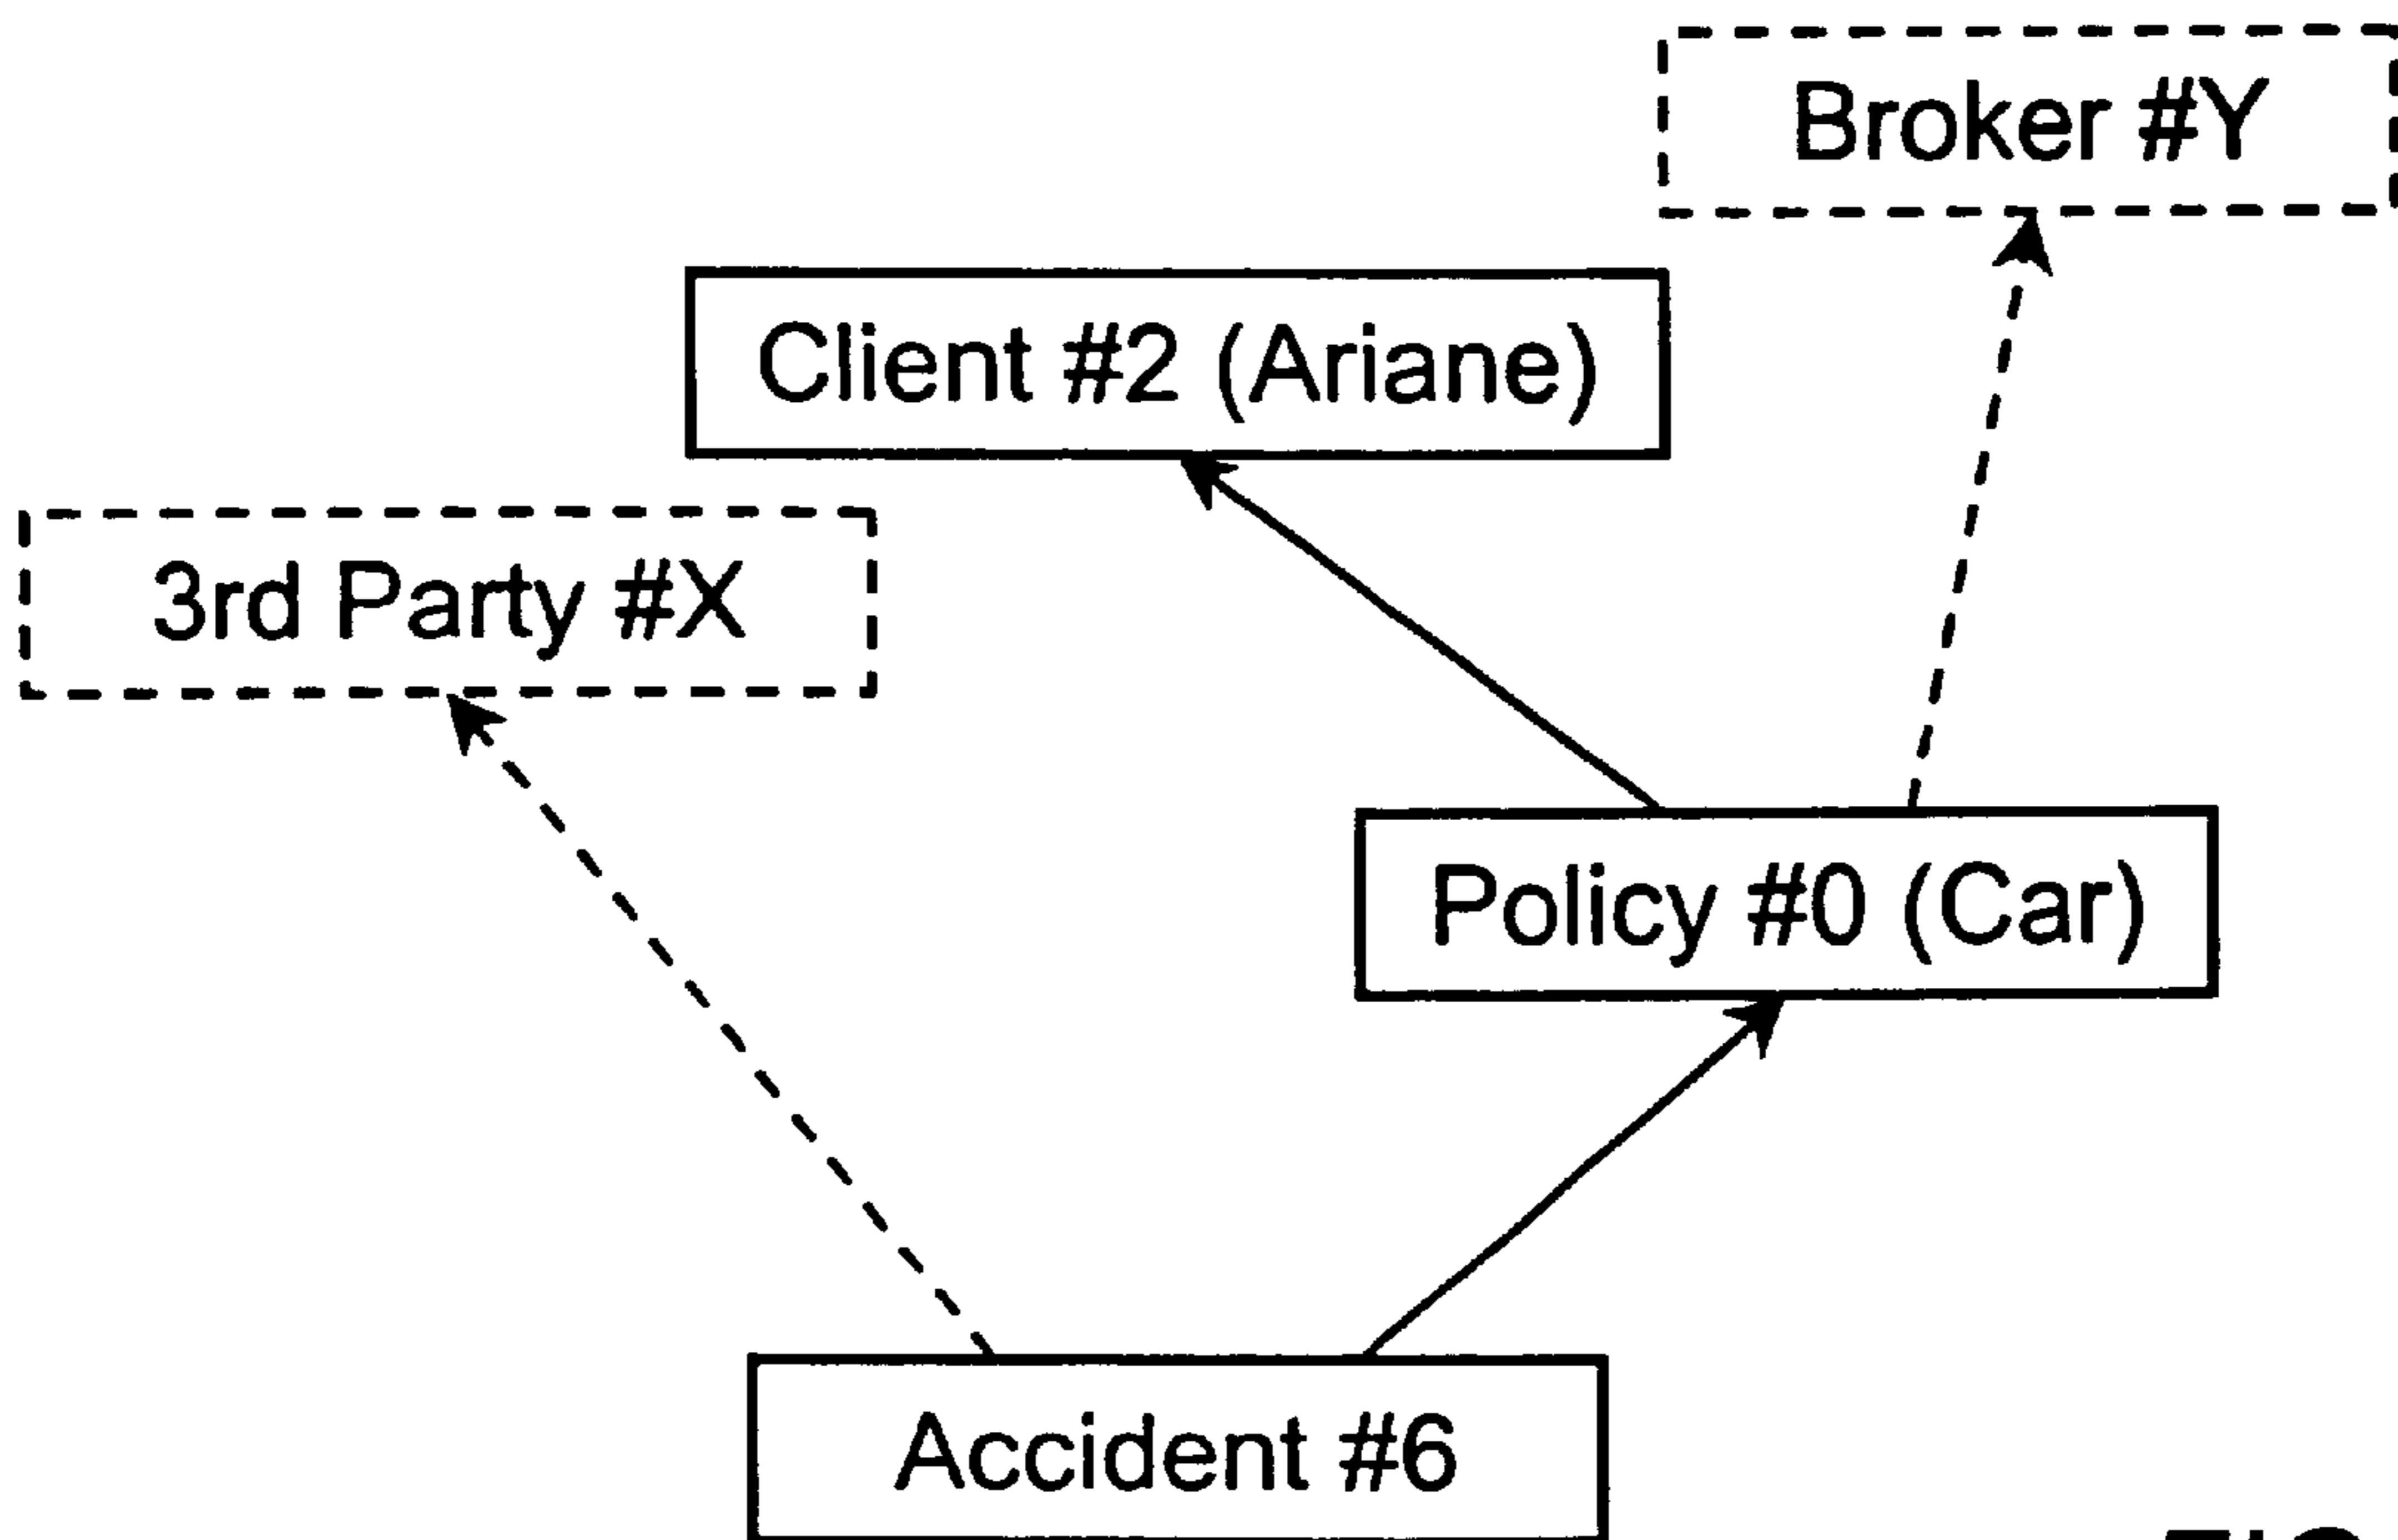 Broker #Y
Client #2 (Ariane)
3rd Party #X
Policy #0 (Car)
Accident #6